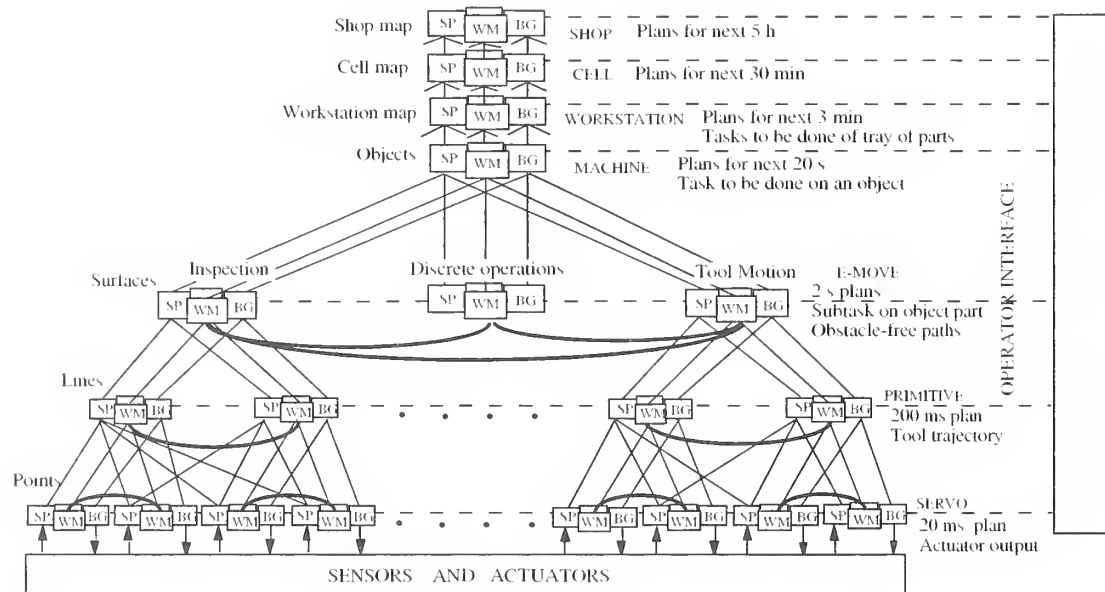 Shop map SP WM BG SHOP Plans for next 5 h
Cell map SP WM BG CELL Plans for next 30 min
Workstation map SP WM BG WORKSTATION Plans for next 3 min
Tasks to be done of tray of parts
Objects SP WM BG MACHINE Plans for next 20 s
Task to be done on an object
OPERATOR INTERFACE
Inspection Discrete operations Tool Motion E-MOVE
Surfaces SP WM BG SP WM BG SP WM BG 2 s plans
Subtask on object part
Obstacle-free paths
Lines SP WM BG SP WM BG . . . . SP WM BG SP WM BG PRIMITIVE
200 ms plan
Tool trajectory
Points
SP WM BG SP WM BG SP WM BG SP WM BG . . . . SP WM BG SP WM BG SP WM BG SP WM BG SERVO
20 ms plan
Actuator output
SENSORS AND ACTUATORS